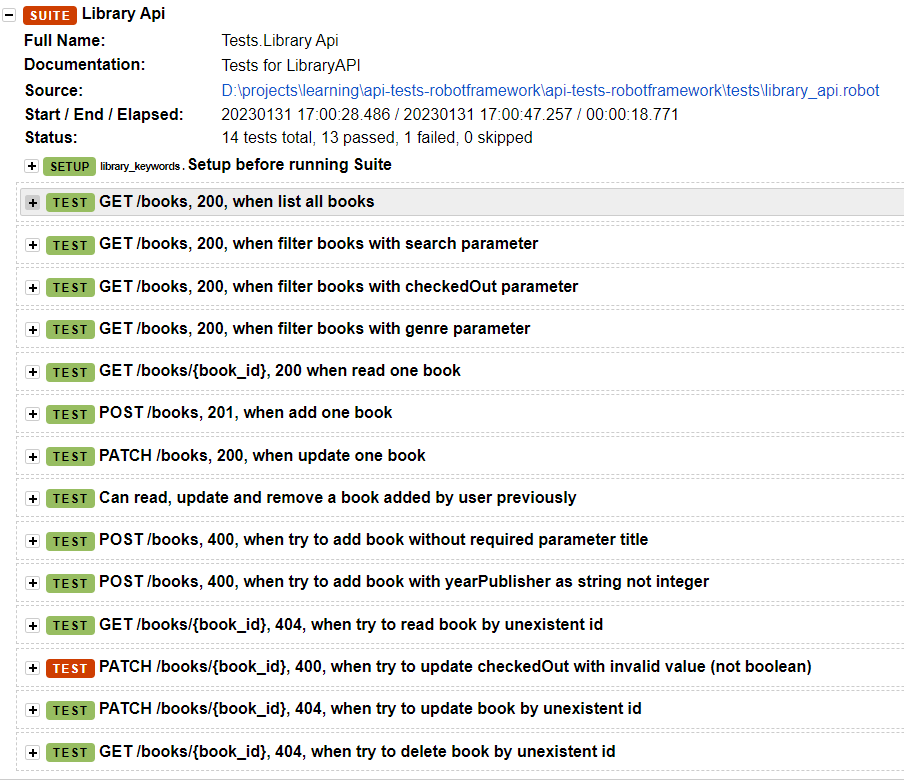 SUITE Library Api
Full Name: Tests.Library Api
Documentation: Tests for LibraryAPI
Source: D:\projects\learning\api-tests-robotframework\api-tests-robotframework\tests\library_api.robot
Start / End / Elapsed: 20230131 17:00:28.486 / 20230131 17:00:47.257 / 00:00:18.771
Status: 14 tests total, 13 passed, 1 failed, 0 skipped
SETUP library_keywords . Setup before running Suite
TEST GET /books, 200, when list all books
TEST GET /books, 200, when filter books with search parameter
TEST GET /books, 200, when filter books with checkedOut parameter
TEST GET /books, 200, when filter books with genre parameter
TEST GET /books/{book_id}, 200 when read one book
TEST POST /books, 201, when add one book
TEST PATCH /books, 200, when update one book
TEST Can read, update and remove a book added by user previously
TEST POST /books, 400, when try to add book without required parameter title
TEST POST /books, 400, when try to add book with yearPublisher as string not integer
TEST GET /books/{book_id}, 404, when try to read book by unexistent id
TEST PATCH /books/{book_id}, 400, when try to update checkedOut with invalid value (not boolean)
TEST PATCH /books/{book_id}, 404, when try to update book by unexistent id
TEST GET /books/{book_id}, 404, when try to delete book by unexistent id